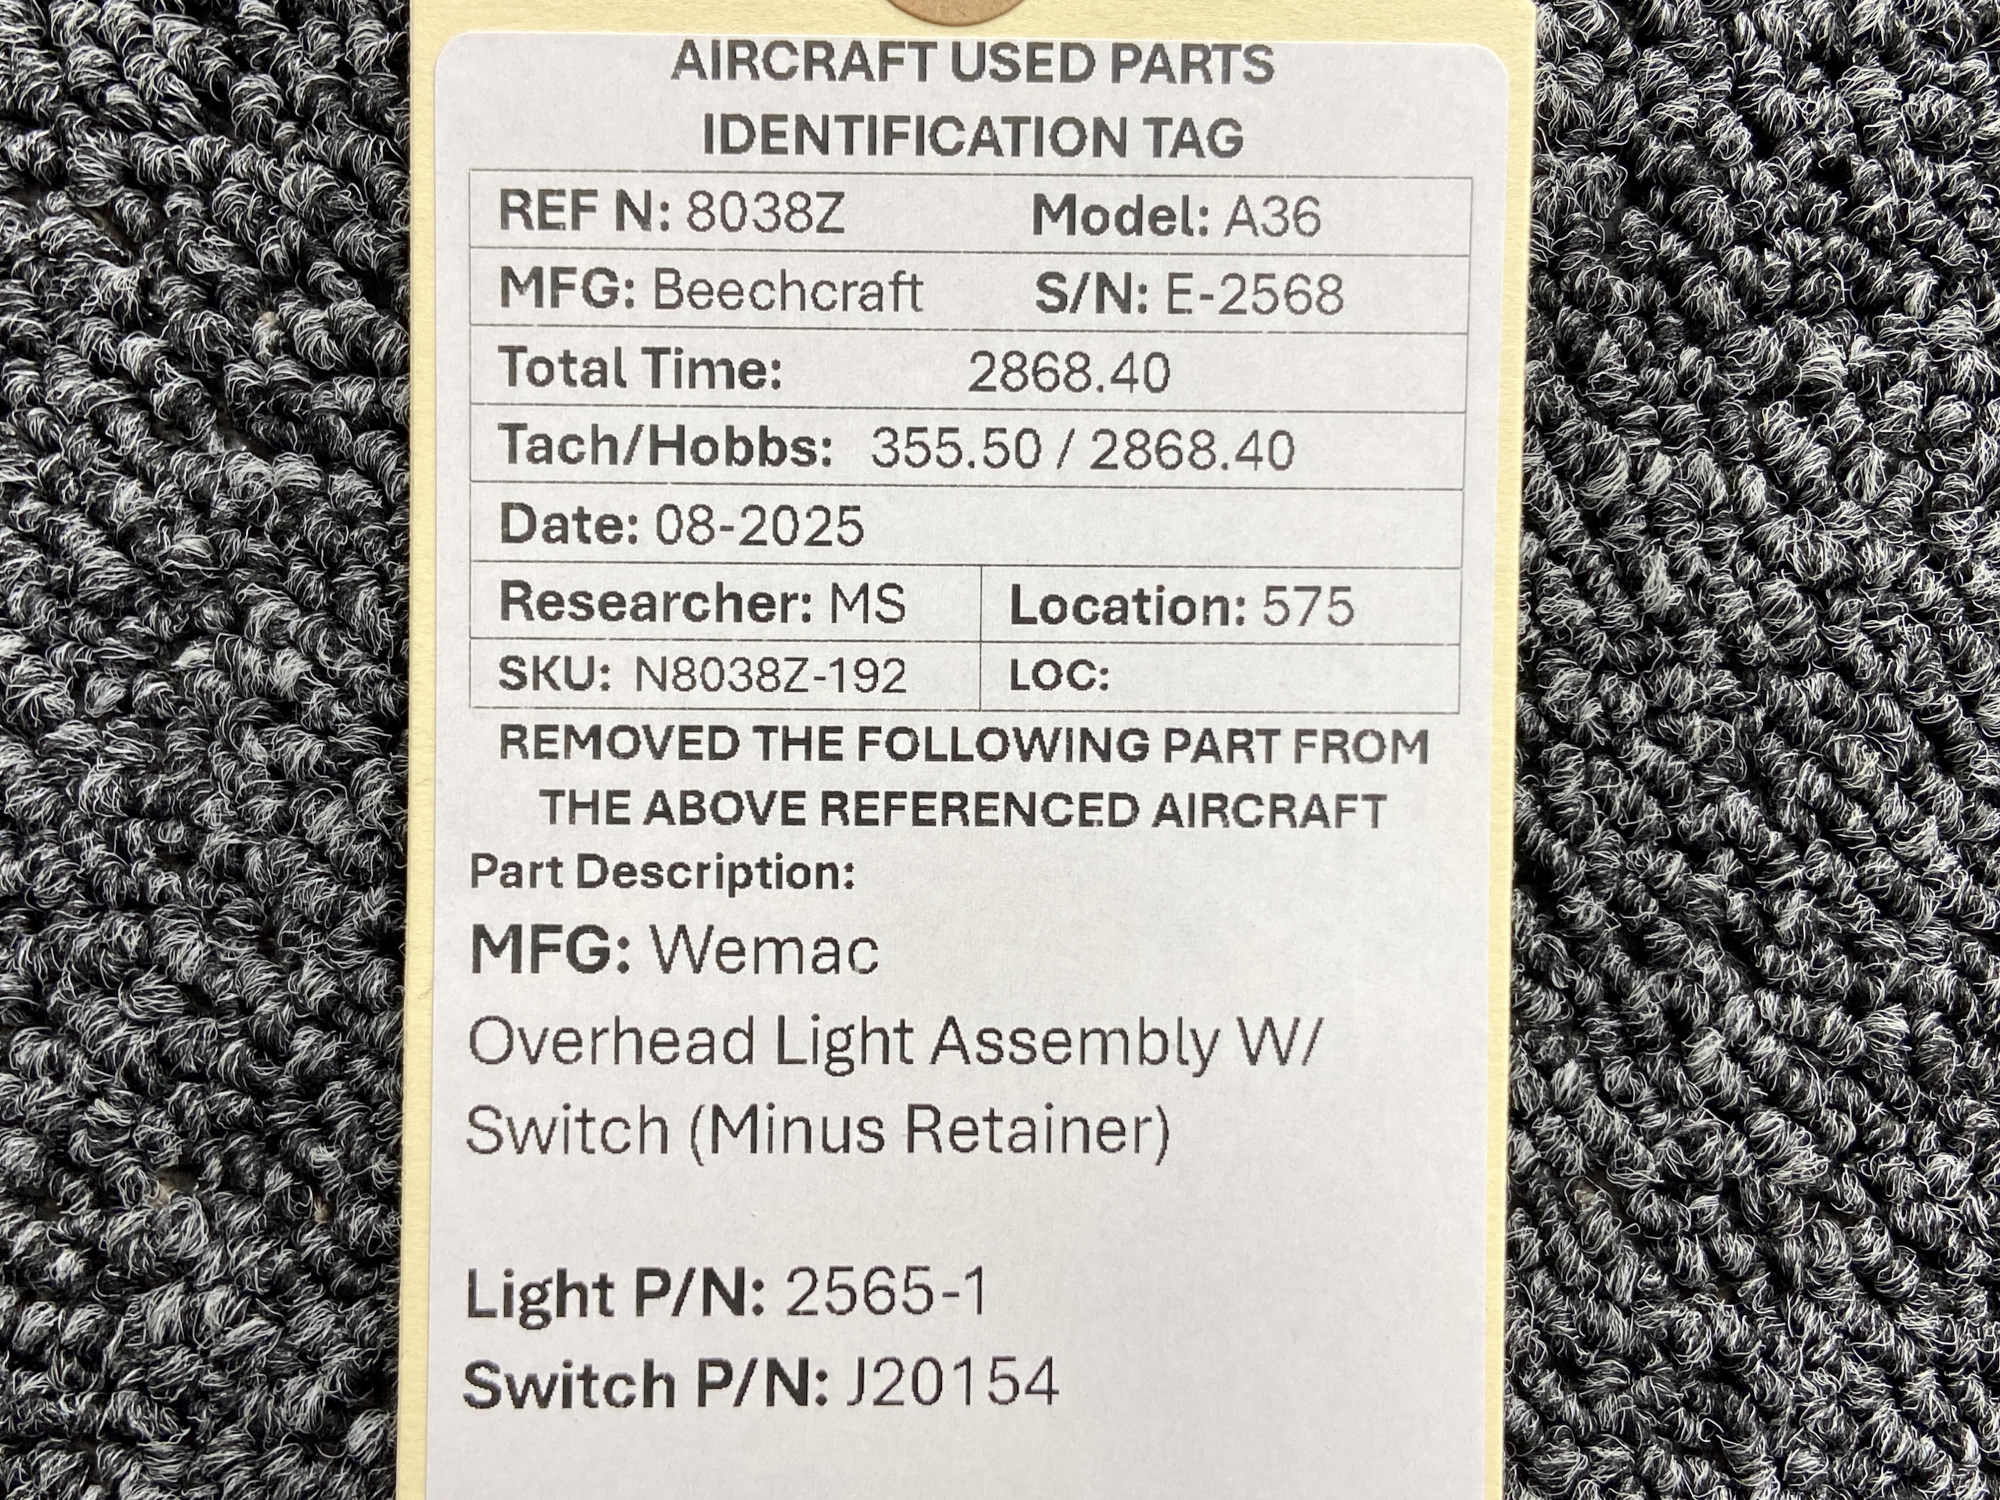 AIRCRAFT USED PARTS
IDENTIFICATION TAG
REF N: 8038Z Model: A36
MFG: Beechcraft S/N: E-2568
Total Time: 2868.40
Tach/Hobbs: 355.50 / 2868.40
Date: 08-2025
Researcher: MS Location: 575
SKU: N8038Z-192 LOC:
REMOVED THE FOLLOWING PART FROM
THE ABOVE REFERENCED AIRCRAFT
Part Description:
MFG: Wemac
Overhead Light Assembly W/
Switch (Minus Retainer)
Light P/N: 2565-1
Switch P/N: J20154